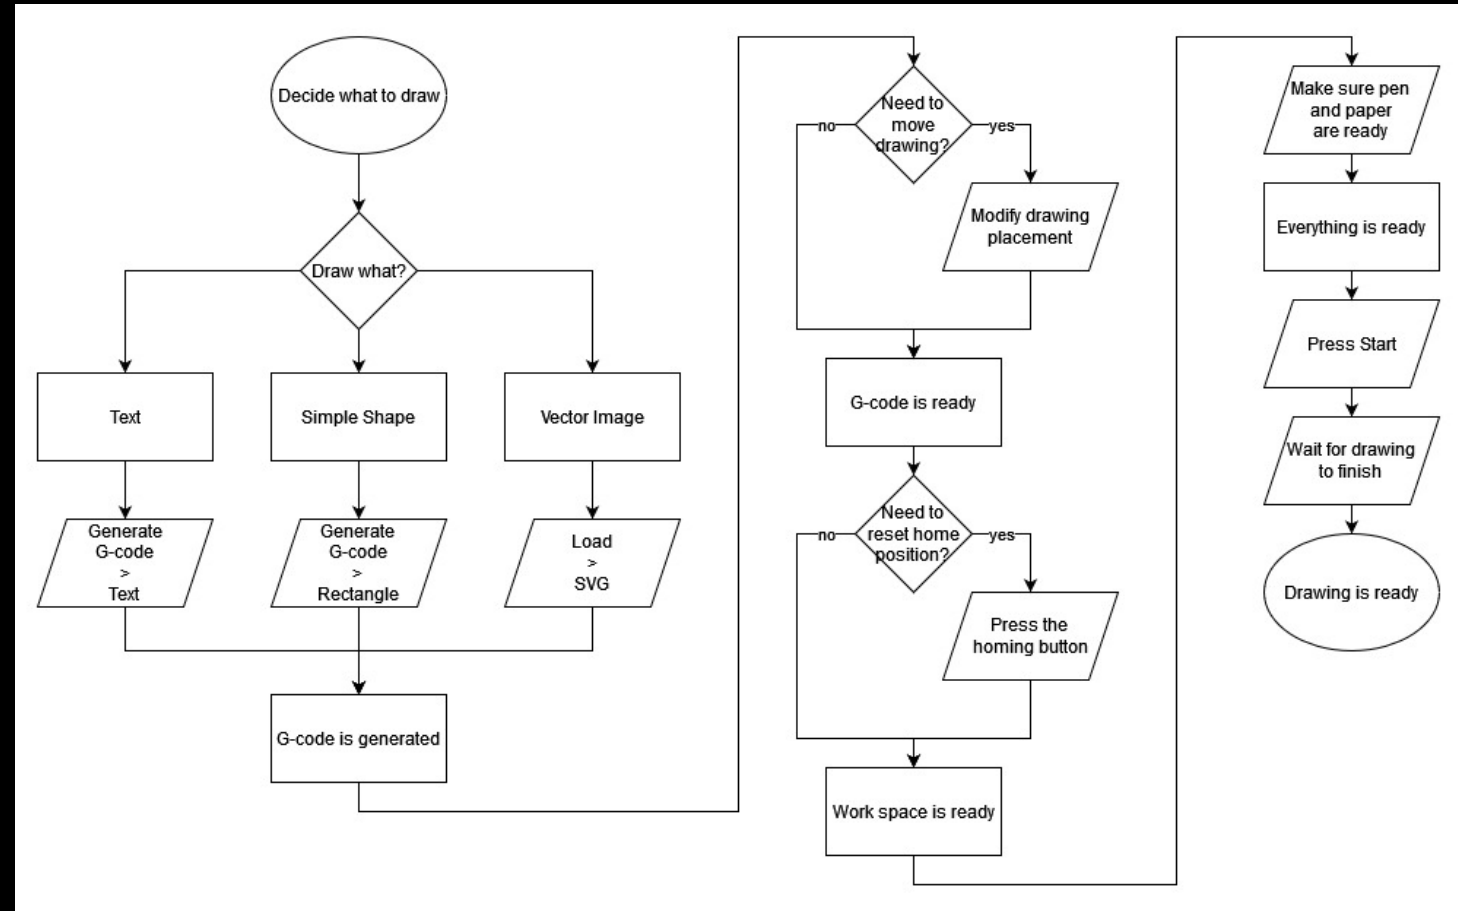 Decide what to draw
Draw what?
Text
Simple Shape
Vector Image
Generate
G-code
>
Text
Generate
G-code
>
Rectangle
Load
>
SVG
G-code is generated
Need to
move
drawing?
no
yes
Modify drawing
placement
G-code is ready
Need to
reset home
position?
no
yes
Press the
homing button
Work space is ready
Make sure pen
and paper
are ready
Everything is ready
Press Start
Wait for drawing
to finish
Drawing is ready